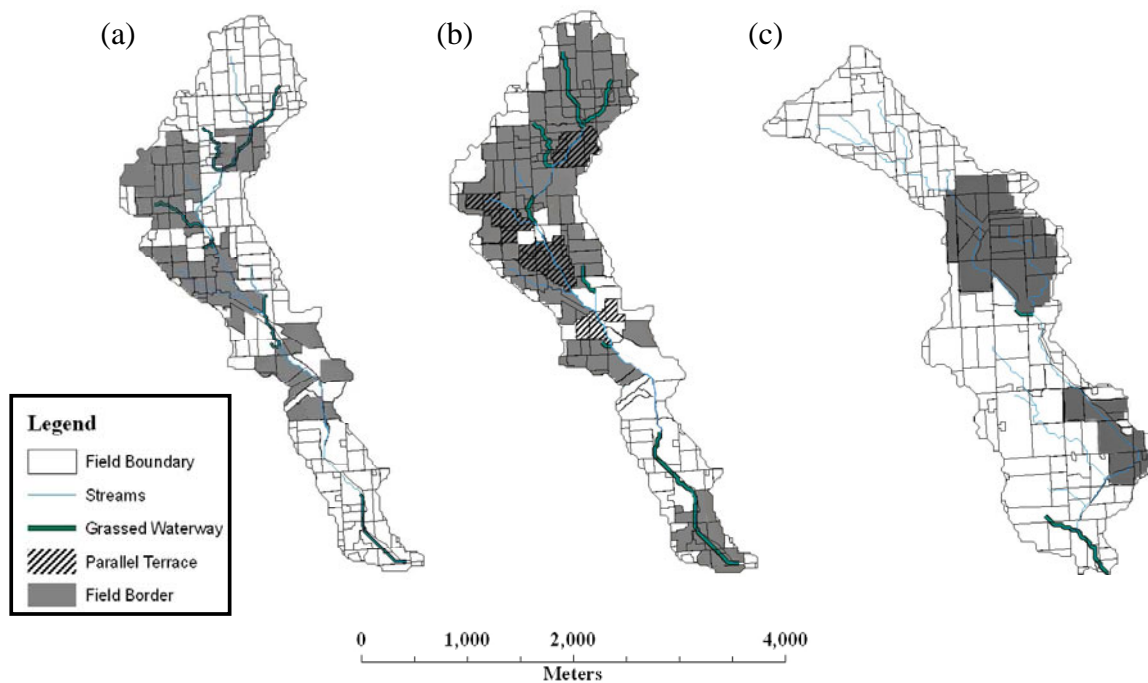 (a)
(b)
(c)
Legend
Field Boundary
Streams
Grassed Waterway
Parallel Terrace
Field Border
0 1,000 2,000 4,000
Meters